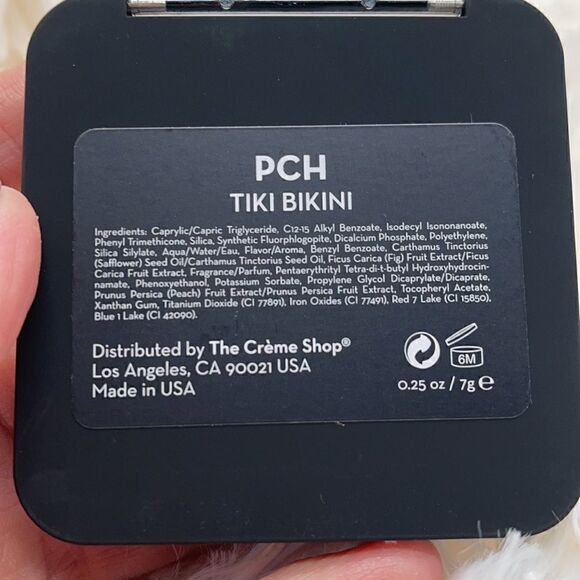 PCH
TIKI BIKINI
Ingredients: Caprylic/Capric Triglyceride, C12-15 Alkyl Benzoate, Isodecyl Isononanoate,
Phenyl Trimethicone, Silica, Synthetic Fluorphlogopite, Dicalcium Phosphate, Polyethylene,
Silica Silylate, Aqua/Water/Eau, Flavor/Aroma, Benzyl Benzoate, Carthamus Tinctorius
(Safflower) Seed Oil/Carthamus Tinctorius Seed Oil, Ficus Carica (Fig) Fruit Extract/Ficus
Carica Fruit Extract, Fragrance/Parfum, Pentaerythrityl Tetra-di-t-butyl Hydroxyhydrocin-
namate, Phenoxyethanol, Potassium Sorbate, Propylene Glycol Dicaprylate/Dicaprate,
Prunus Persica (Peach) Fruit Extract/Prunus Persica Fruit Extract, Tocopheryl Acetate,
Xanthan Gum, Titanium Dioxide (CI 77891), Iron Oxides (CI 77491), Red 7 Lake (CI 15850),
Blue 1 Lake (CI 42090).
Distributed by The Crème Shop®
Los Angeles, CA 90021 USA
Made in USA
6M
0.25 oz / 7g e